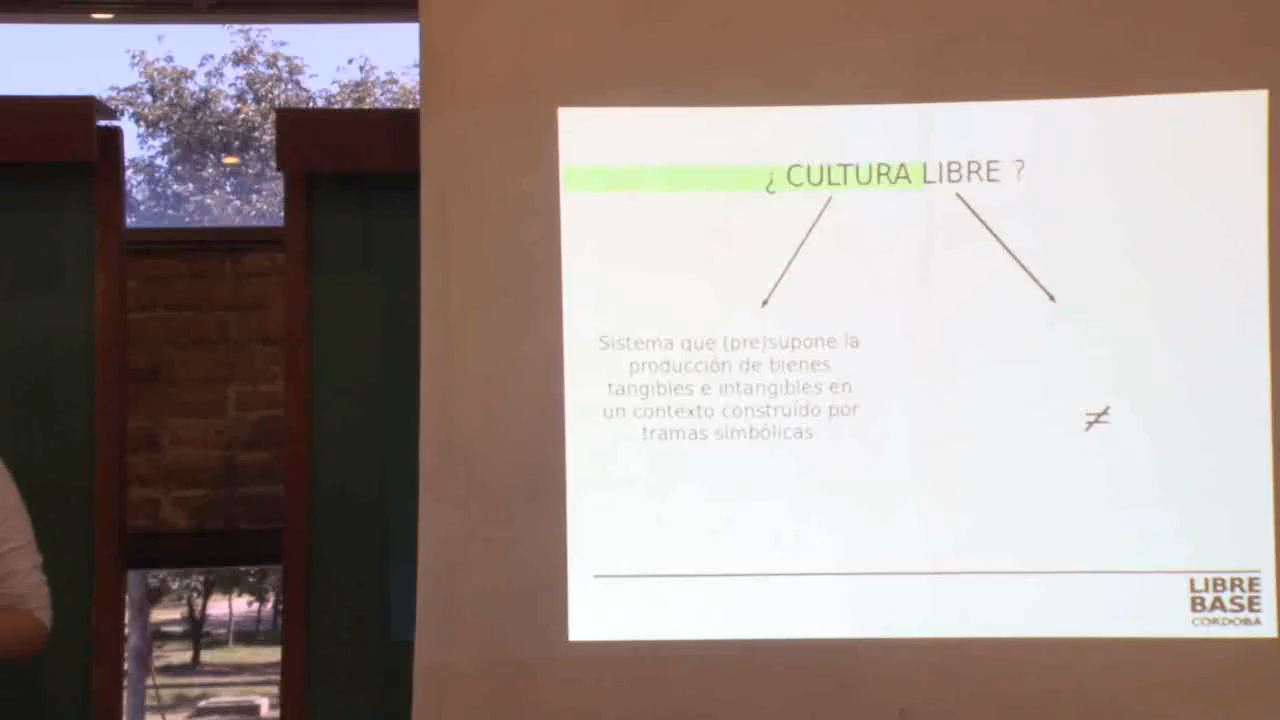 ¿ CULTURA LIBRE ?
Sistema que (pre)supone la
producción de bienes
tangibles e intangibles en
un contexto construído por
tramas simbólicas
≠
LIBRE
BASE
CORDOBA